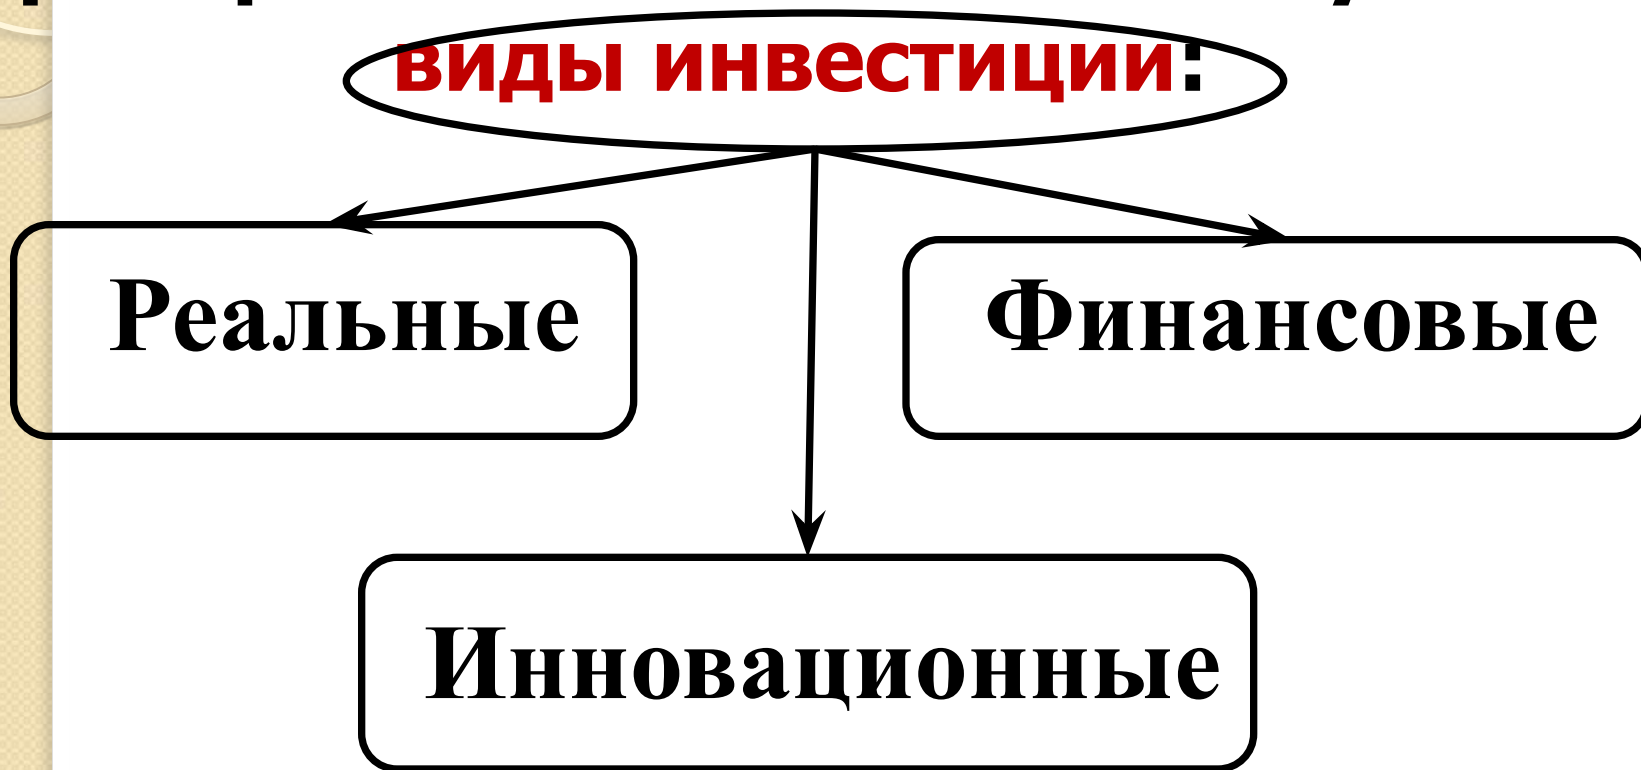 виды инвестиции:
Реальные
Финансовые
Инновационные